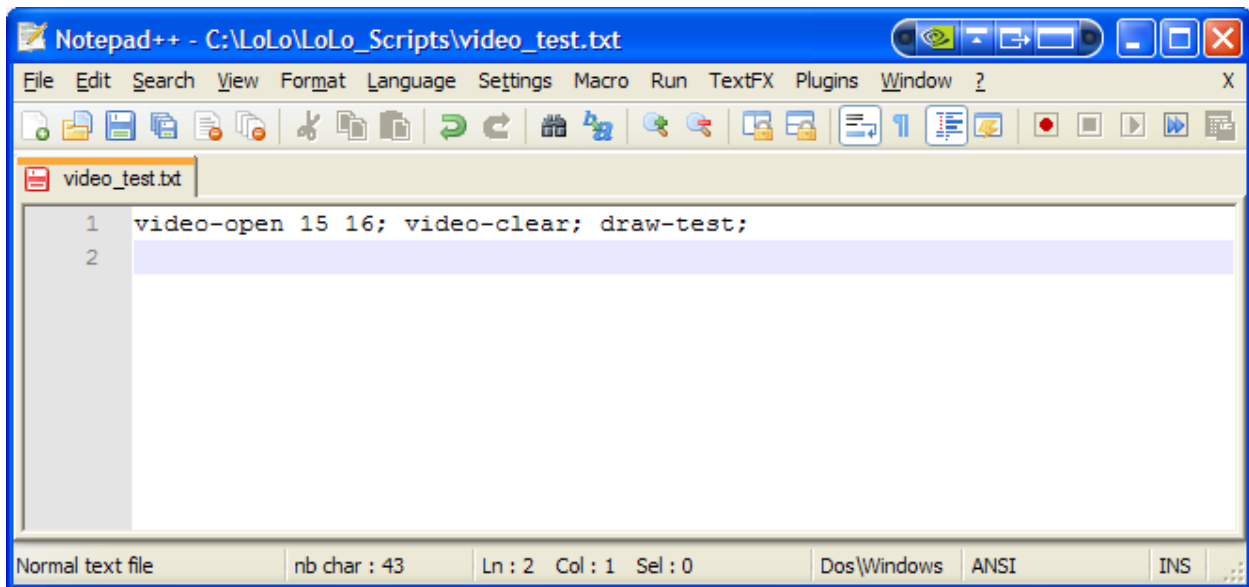 Notepad++ - C:\LoLo\LoLo_Scripts\video_test.txt
File Edit Search View Format Language Settings Macro Run TextFX Plugins Window ? X
video_test.txt
1 video-open 15 16; video-clear; draw-test;
2
Normal text file nb char : 43 Ln : 2 Col : 1 Sel : 0 Dos\Windows ANSI INS